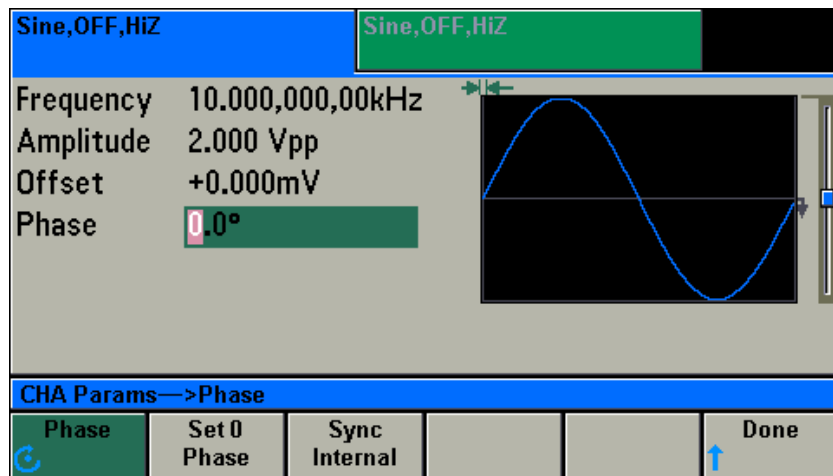 Sine,OFF,HiZ
Sine,OFF,HiZ
Frequency 10.000,000,00kHz
Amplitude 2.000 Vpp
Offset +0.000mV
Phase 0.0°
CHA Params—>Phase
Phase
Set 0
Phase
Sync
Internal
Done